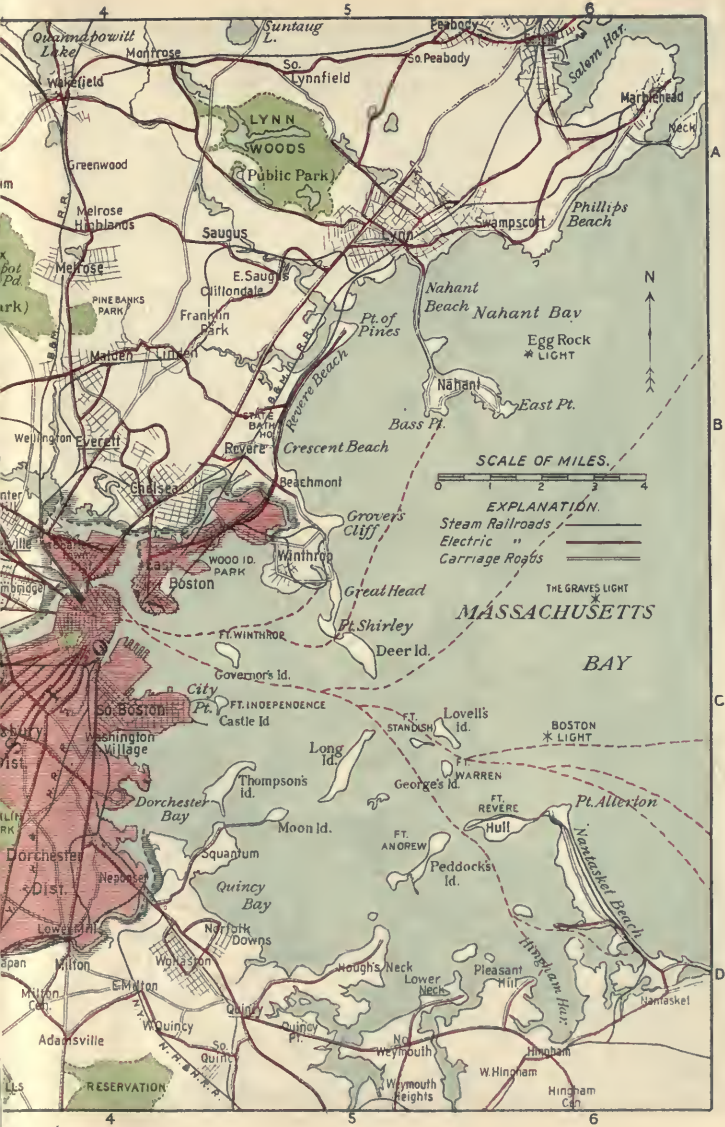 4
5
6
Quannapowitt
Lake
Montrose
Suntaug
L.
Peabody
Salem Har.
So.
Lynnfield
So. Peabody
Wakefield
Marblehead
Neck
LYNN
WOODS
(Public Park)
A
Greenwood
Melrose
Highlands
Phillips
Beach
Saugus
Lynn
Swampscott
Melrose
E. Saugus
Cliftondale
PINE BANKS
PARK
Franklin
Park
Nahant
Beach
Nahant Bay
N
Pt. of
Pines
Egg Rock
LIGHT
B. & M. R. R.
Malden
Linden
B. & M. R. R.
Revere Beach
Nahant
East Pt.
Bass Pt.
B
STATE
BATH
HO.
Wellington
Everett
Revere
Crescent Beach
SCALE OF MILES.
0 1 2 3 4
Chelsea
Beachmont
EXPLANATION.
Steam Railroads
Electric "
Carriage Roads
Grover's
Cliff
Winthrop
East
Boston
WOOD ID.
PARK
Great Head
THE GRAVES LIGHT
MASSACHUSETTS
BAY
Pt. Shirley
Deer Id.
FT. WINTHROP
Governor's Id.
City
Pt.
FT. INDEPENDENCE
Castle Id
C
So. Boston
Washington
Village
FT.
STANDISH
Lovell's
Id.
BOSTON
LIGHT
Long
Id.
FT.
WARREN
George's Id.
Thompson's
Id.
Dorchester
Bay
Moon Id.
FT.
REVERE
Hull
Pt. Allerton
FT.
ANDREW
Peddock's
Id.
Nantasket Beach
Dorchester
Dist.
Squantum
Neponset
Quincy
Bay
Lower Mills
Norfolk
Downs
Milton
Wollaston
Hough's Neck
Lower
Neck
Pleasant
Hill
Hingham Har.
D
Milton
Cen.
E. Milton
Nantasket
W. Quincy
Quincy
Quincy
Pt.
Adamsville
N.Y. N.H. & H. R.R.
So.
Quincy
No.
Weymouth
Hingham
W. Hingham
RESERVATION
Weymouth
Heights
Hingham
Cen.
4
5
6